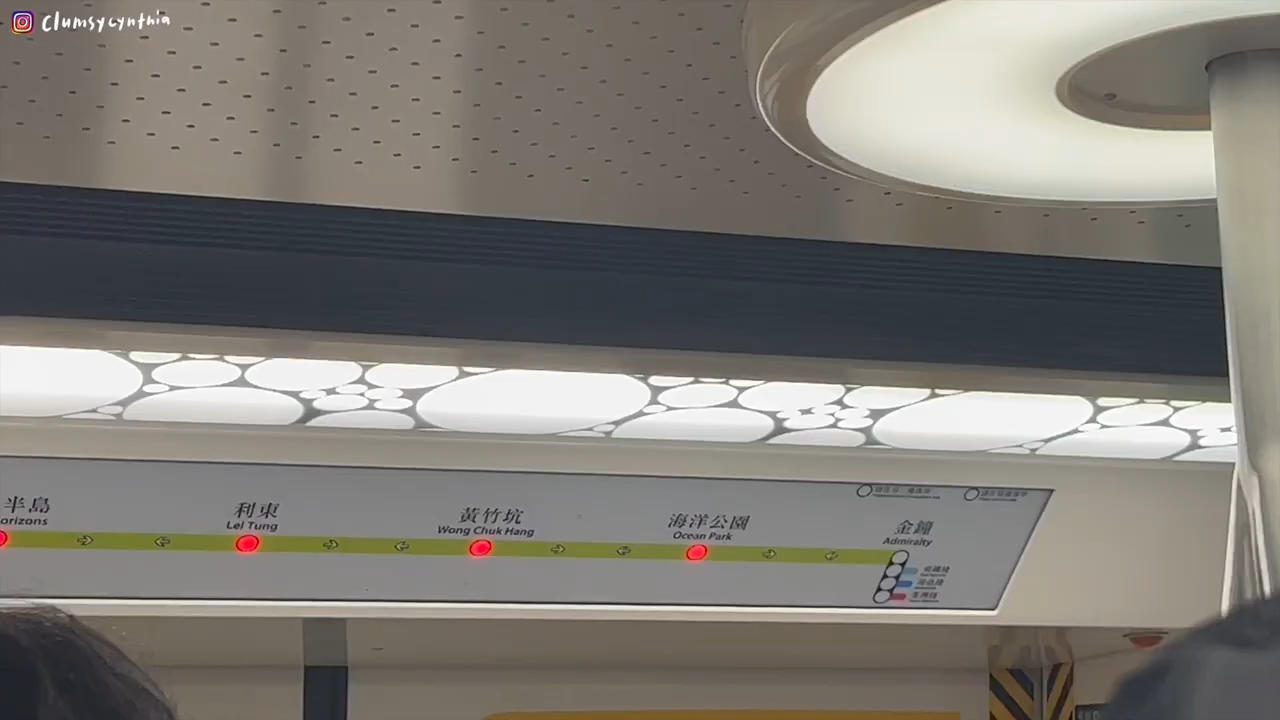 clumsycynthia
半島
orizons
利東
Lei Tung
黃竹坑
Wong Chuk Hang
海洋公園
Ocean Park
金鐘
Admiralty